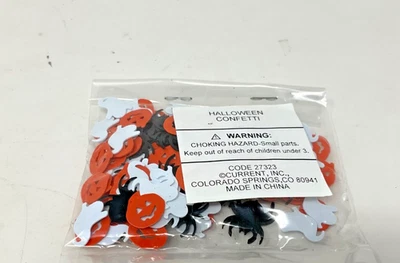 HALLOWEEN
CONFETTI
WARNING:
CHOKING HAZARD-Small parts.
Keep out of reach of children under 3.
CODE 27323
©CURRENT, INC.,
COLORADO SPRINGS,CO 80941
MADE IN CHINA